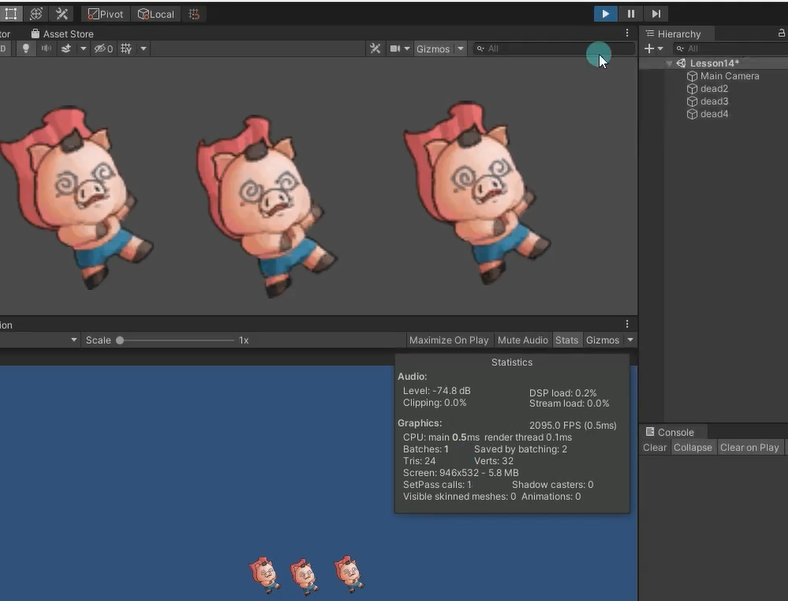 Pivot Local
tor Asset Store
D 0 Gizmos All
Hierarchy
All
Lesson14*
Main Camera
dead2
dead3
dead4
ion
Scale 1x Maximize On Play Mute Audio Stats Gizmos
Statistics
Audio:
Level: -74.8 dB DSP load: 0.2%
Clipping: 0.0% Stream load: 0.0%
Graphics: 2095.0 FPS (0.5ms)
CPU: main 0.5ms render thread 0.1ms
Batches: 1 Saved by batching: 2
Tris: 24 Verts: 32
Screen: 946x532 - 5.8 MB
SetPass calls: 1 Shadow casters: 0
Visible skinned meshes: 0 Animations: 0
Console
Clear Collapse Clear on Play